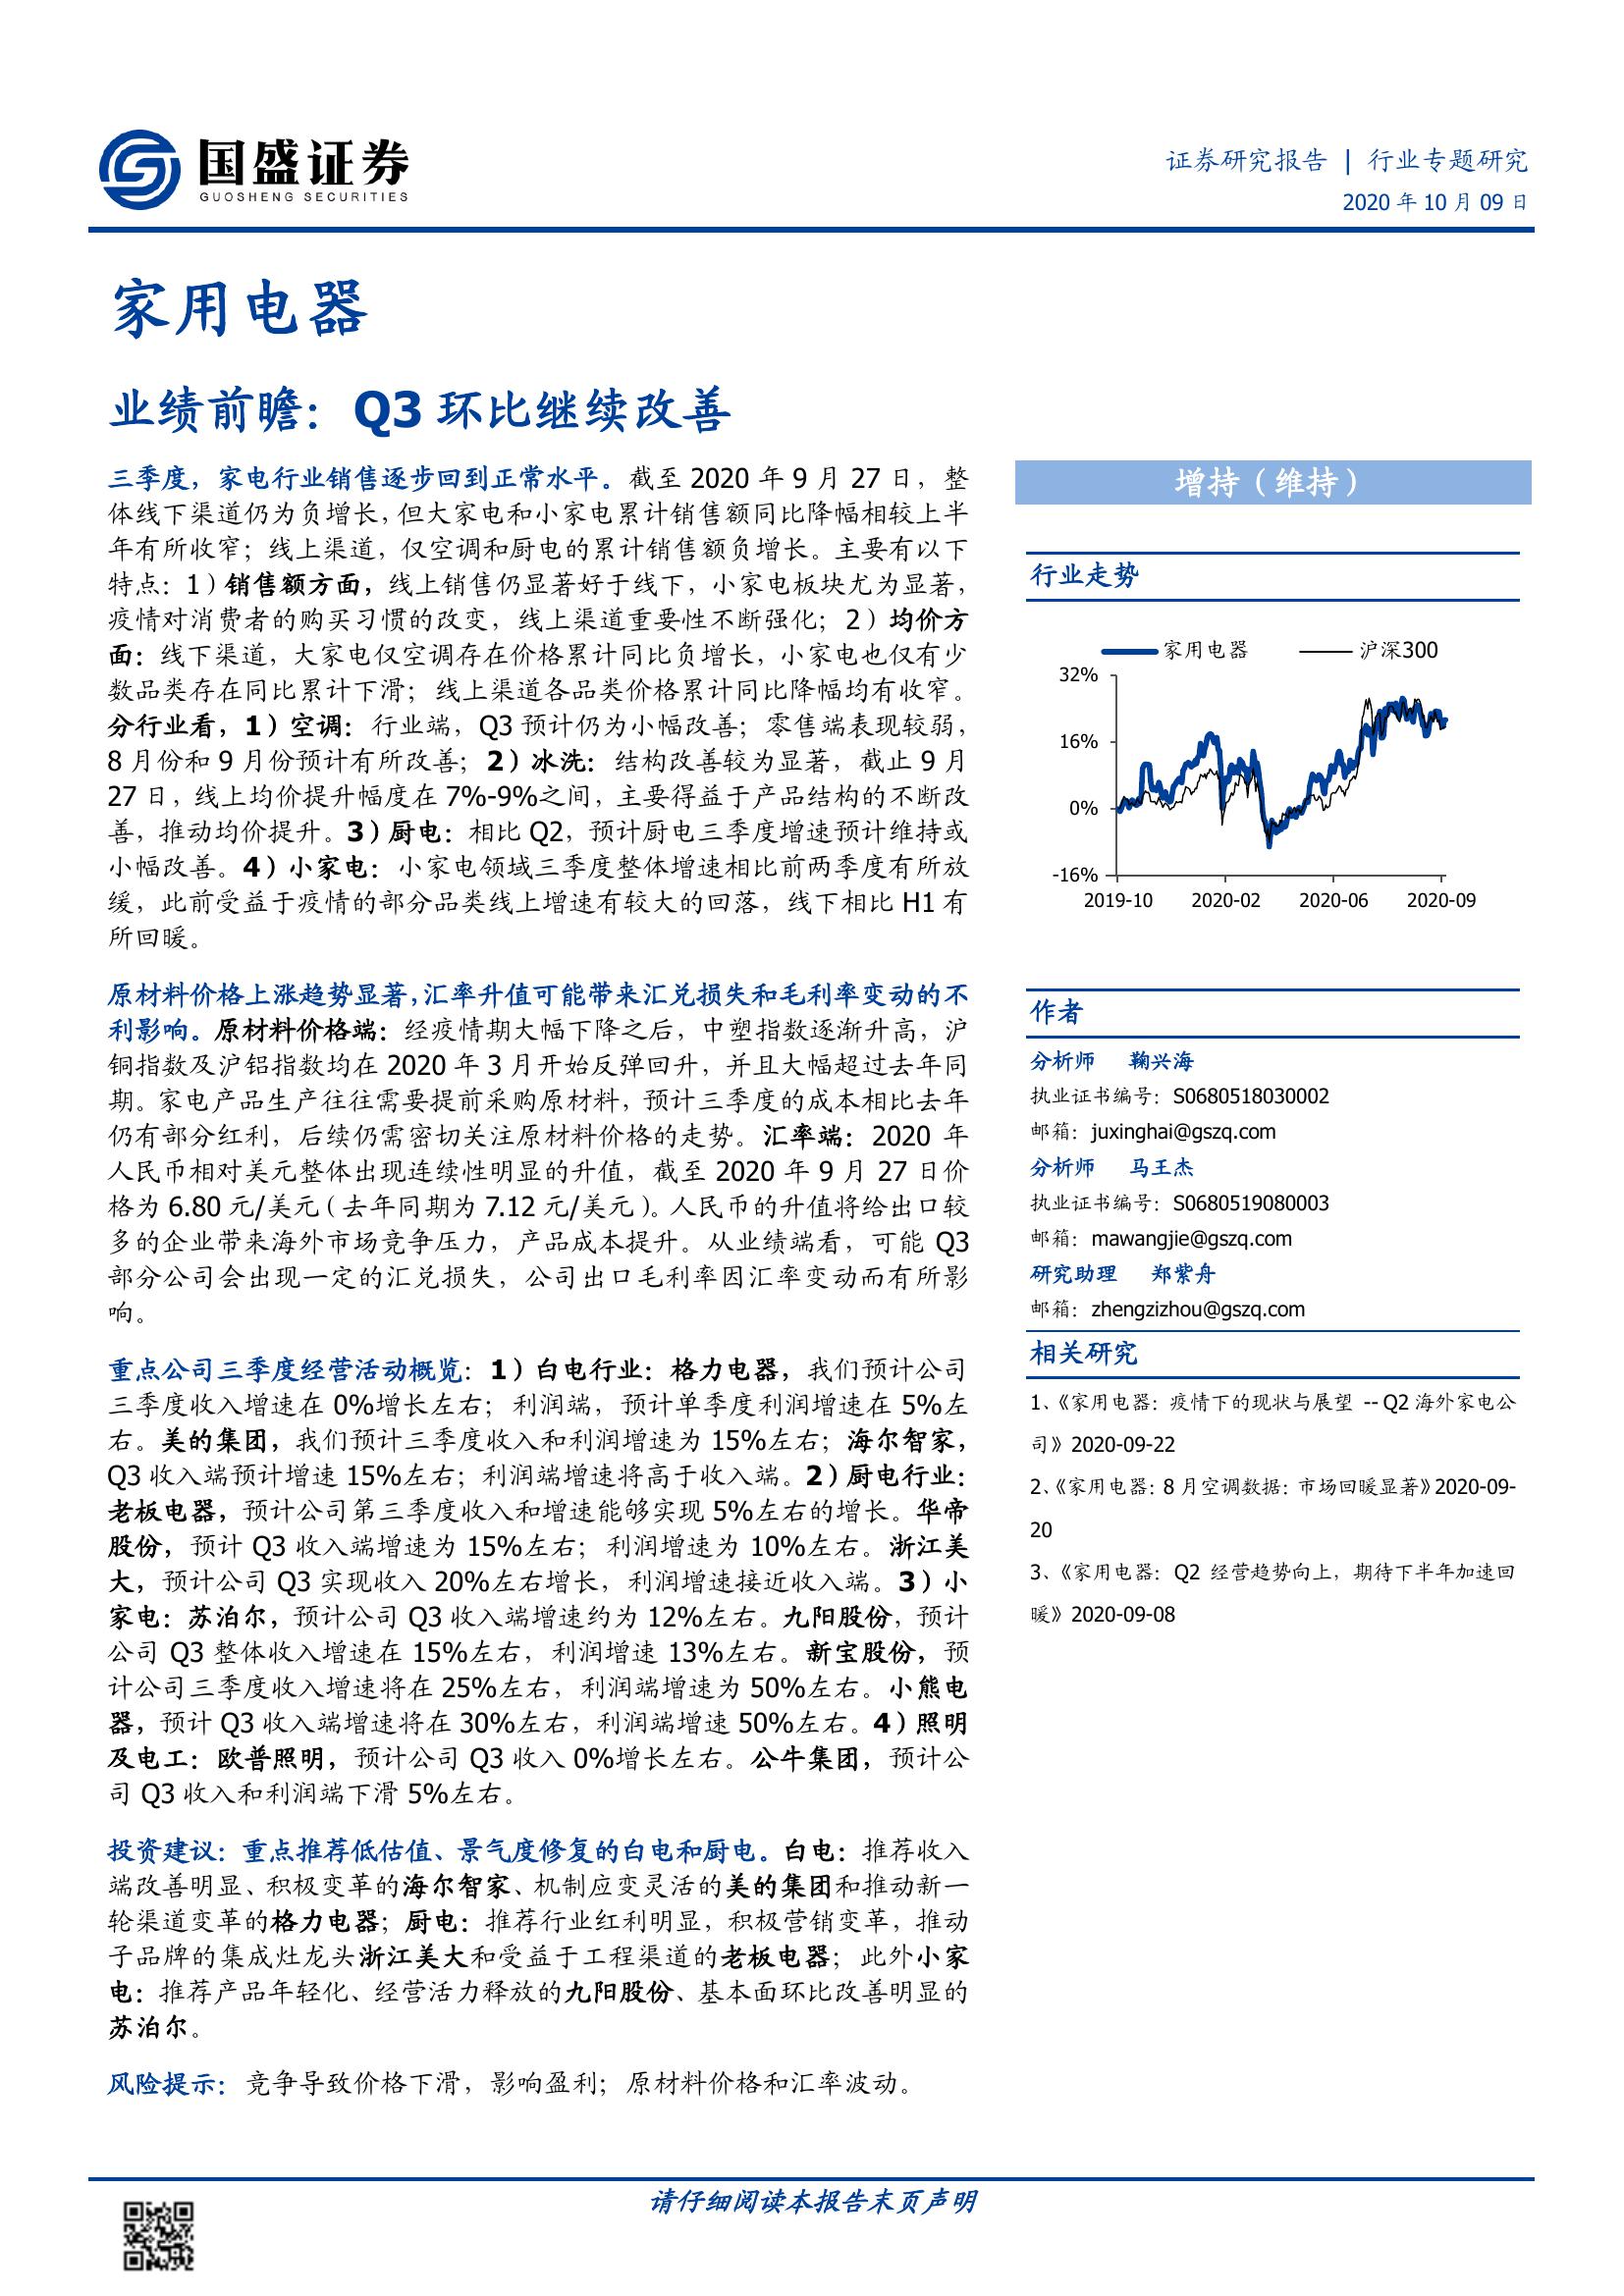 国盛证券
GUOSHENG SECURITIES
证券研究报告 | 行业专题研究
2020 年 10 月 09 日
家用电器
业绩前瞻：Q3 环比继续改善
三季度，家电行业销售逐步回到正常水平。截至 2020 年 9 月 27 日，整
体线下渠道仍为负增长，但大家电和小家电累计销售额同比降幅相较上半
年有所收窄；线上渠道，仅空调和厨电的累计销售额负增长。主要有以下
特点：1）销售额方面，线上销售仍显著好于线下，小家电板块尤为显著，
疫情对消费者的购买习惯的改变，线上渠道重要性不断强化；2）均价方
面：线下渠道，大家电仅空调存在价格累计同比负增长，小家电也仅有少
数品类存在同比累计下滑；线上渠道各品类价格累计同比降幅均有收窄。
分行业看，1）空调：行业端，Q3 预计仍为小幅改善；零售端表现较弱，
8 月份和 9 月份预计有所改善；2）冰洗：结构改善较为显著，截止 9 月
27 日，线上均价提升幅度在 7%-9%之间，主要得益于产品结构的不断改
善，推动均价提升。3）厨电：相比 Q2，预计厨电三季度增速预计维持或
小幅改善。4）小家电：小家电领域三季度整体增速相比前两季度有所放
缓，此前受益于疫情的部分品类线上增速有较大的回落，线下相比 H1 有
所回暖。
原材料价格上涨趋势显著，汇率升值可能带来汇兑损失和毛利率变动的不
利影响。原材料价格端：经疫情期大幅下降之后，中塑指数逐渐升高，沪
铜指数及沪铝指数均在 2020 年 3 月开始反弹回升，并且大幅超过去年同
期。家电产品生产往往需要提前采购原材料，预计三季度的成本相比去年
仍有部分红利，后续仍需密切关注原材料价格的走势。汇率端：2020 年
人民币相对美元整体出现连续性明显的升值，截至 2020 年 9 月 27 日价
格为 6.80 元/美元（去年同期为 7.12 元/美元）。人民币的升值将给出口较
多的企业带来海外市场竞争压力，产品成本提升。从业绩端看，可能 Q3
部分公司会出现一定的汇兑损失，公司出口毛利率因汇率变动而有所影
响。
重点公司三季度经营活动概览：1）白电行业：格力电器，我们预计公司
三季度收入增速在 0%增长左右；利润端，预计单季度利润增速在 5%左
右。美的集团，我们预计三季度收入和利润增速为 15%左右；海尔智家，
Q3 收入端预计增速 15%左右；利润端增速将高于收入端。2）厨电行业：
老板电器，预计公司第三季度收入和增速能够实现 5%左右的增长。华帝
股份，预计 Q3 收入端增速为 15%左右；利润增速为 10%左右。浙江美
大，预计公司 Q3 实现收入 20%左右增长，利润增速接近收入端。3）小
家电：苏泊尔，预计公司 Q3 收入端增速约为 12%左右。九阳股份，预计
公司 Q3 整体收入增速在 15%左右，利润增速 13%左右。新宝股份，预
计公司三季度收入增速将在 25%左右，利润端增速为 50%左右。小熊电
器，预计 Q3 收入端增速将在 30%左右，利润端增速 50%左右。4）照明
及电工：欧普照明，预计公司 Q3 收入 0%增长左右。公牛集团，预计公
司 Q3 收入和利润端下滑 5%左右。
投资建议：重点推荐低估值、景气度修复的白电和厨电。白电：推荐收入
端改善明显、积极变革的海尔智家、机制应变灵活的美的集团和推动新一
轮渠道变革的格力电器；厨电：推荐行业红利明显，积极营销变革，推动
子品牌的集成灶龙头浙江美大和受益于工程渠道的老板电器；此外小家
电：推荐产品年轻化、经营活力释放的九阳股份、基本面环比改善明显的
苏泊尔。
风险提示：竞争导致价格下滑，影响盈利；原材料价格和汇率波动。
增持（维持）
行业走势
家用电器 沪深300
32%
16%
0%
-16%
2019-10 2020-02 2020-06 2020-09
作者
分析师 鞠兴海
执业证书编号：S0680518030002
邮箱：juxinghai@gszq.com
分析师 马王杰
执业证书编号：S0680519080003
邮箱：mawangjie@gszq.com
研究助理 郑紫舟
邮箱：zhengzizhou@gszq.com
相关研究
1、《家用电器：疫情下的现状与展望 --Q2 海外家电公
司》2020-09-22
2、《家用电器：8 月空调数据：市场回暖显著》2020-09-
20
3、《家用电器：Q2 经营趋势向上，期待下半年加速回
暖》2020-09-08
请仔细阅读本报告末页声明